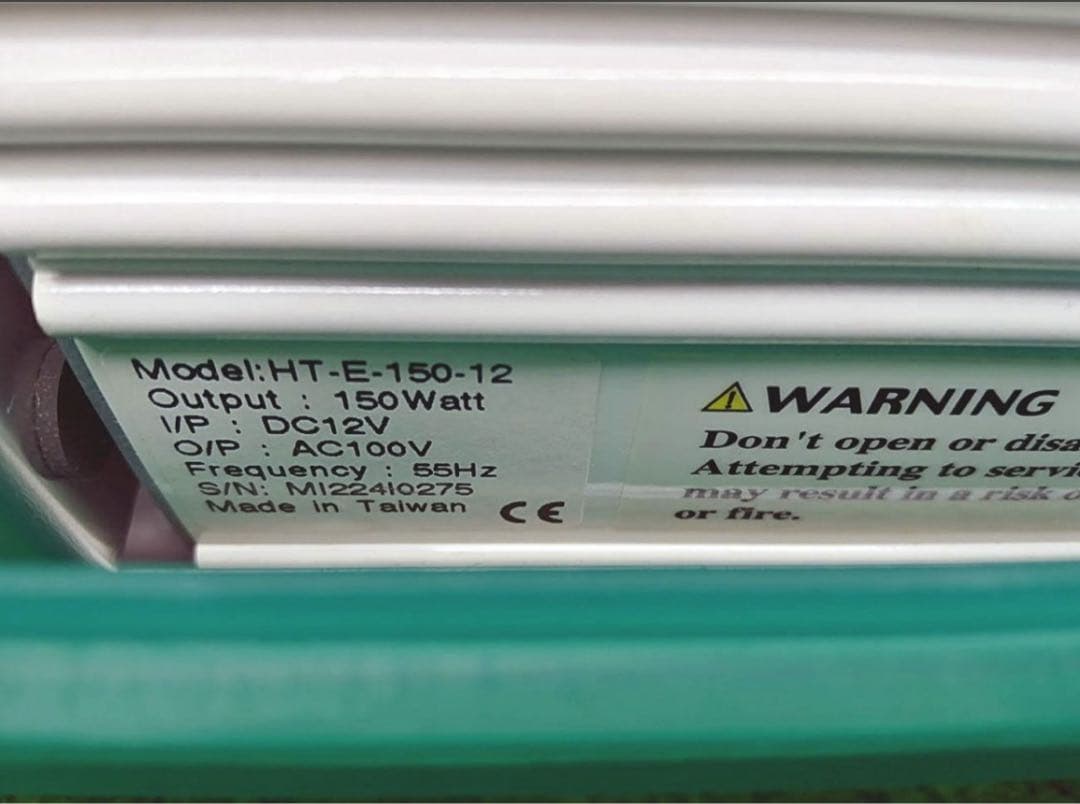 Model:HT-E-150-12
Output : 150Watt
I/P : DC12V
O/P : AC100V
Frequency : 55Hz
S/N: MI224I0275
Made in Taiwan CE
WARNING
Don't open or disa
Attempting to servi
may result in a risk o
or fire.